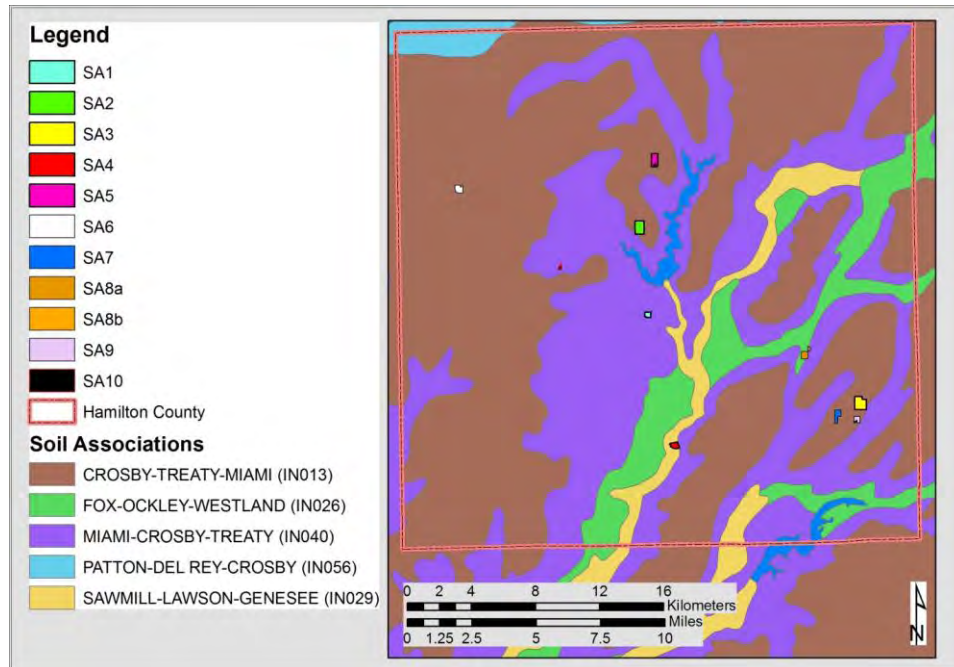 Legend
SA1
SA2
SA3
SA4
SA5
SA6
SA7
SA8a
SA8b
SA9
SA10
Hamilton County
Soil Associations
CROSBY-TREATY-MIAMI (IN013)
FOX-OCKLEY-WESTLAND (IN026)
MIAMI-CROSBY-TREATY (IN040)
PATTON-DEL REY-CROSBY (IN056)
SAWMILL-LAWSON-GENESEE (IN029)
0 2 4 8 12 16
Kilometers
Miles
0 1.25 2.5 5 7.5 10
N